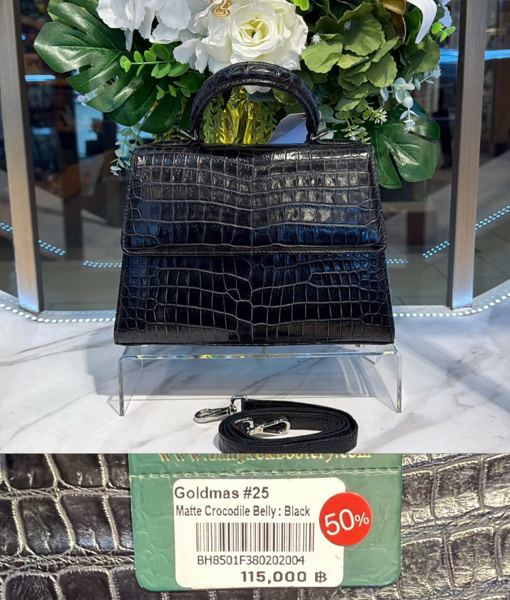 Goldmas #25
Matte Crocodile Belly : Black
50%
BH8501F380202004
115,000 ฿